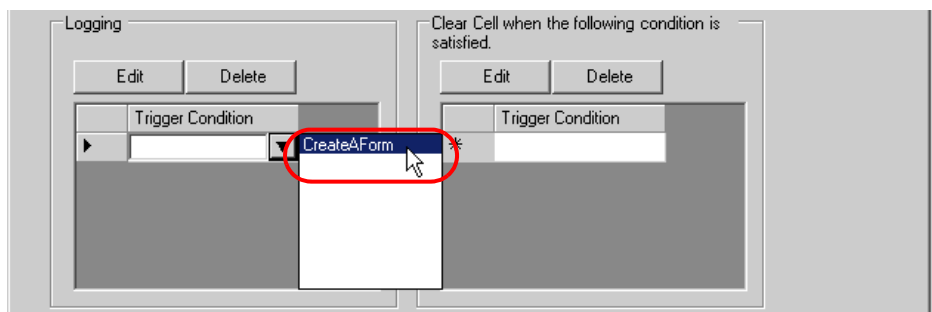 Logging
Edit Delete
Trigger Condition
CreateAForm
Clear Cell when the following condition is
satisfied.
Edit Delete
Trigger Condition
*